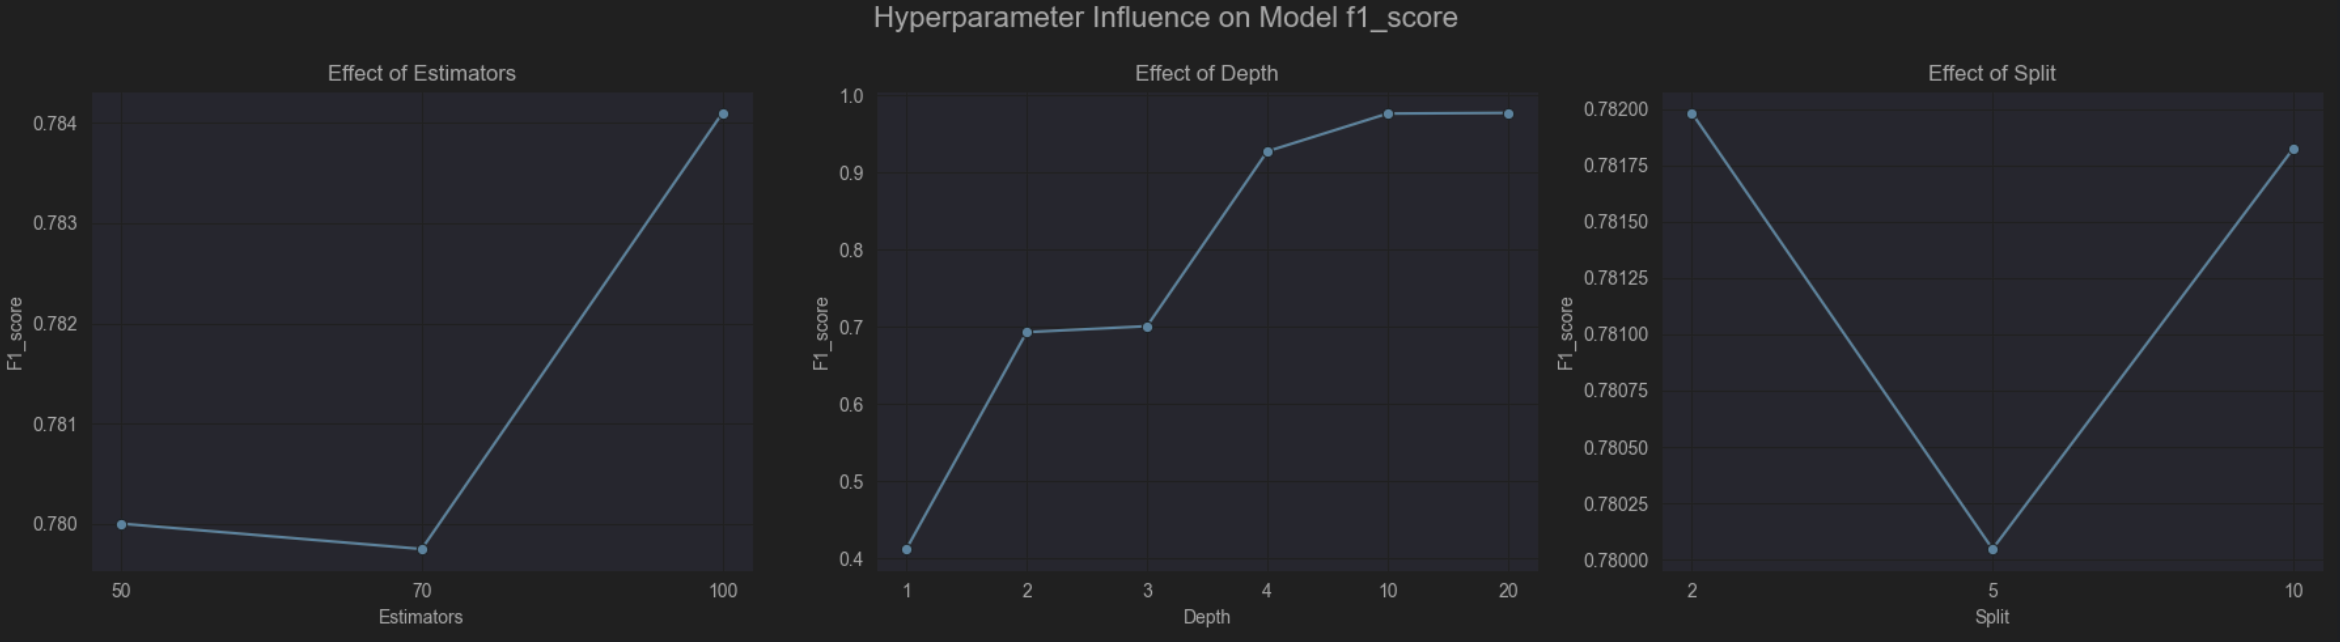 Hyperparameter Influence on Model f1_score
Effect of Estimators
0.784
0.783
0.782
0.781
0.780
F1_score
50 70 100
Estimators
Effect of Depth
1.0
0.9
0.8
0.7
0.6
0.5
0.4
F1_score
1 2 3 4 10 20
Depth
Effect of Split
0.78200
0.78175
0.78150
0.78125
0.78100
0.78075
0.78050
0.78025
0.78000
F1_score
2 5 10
Split